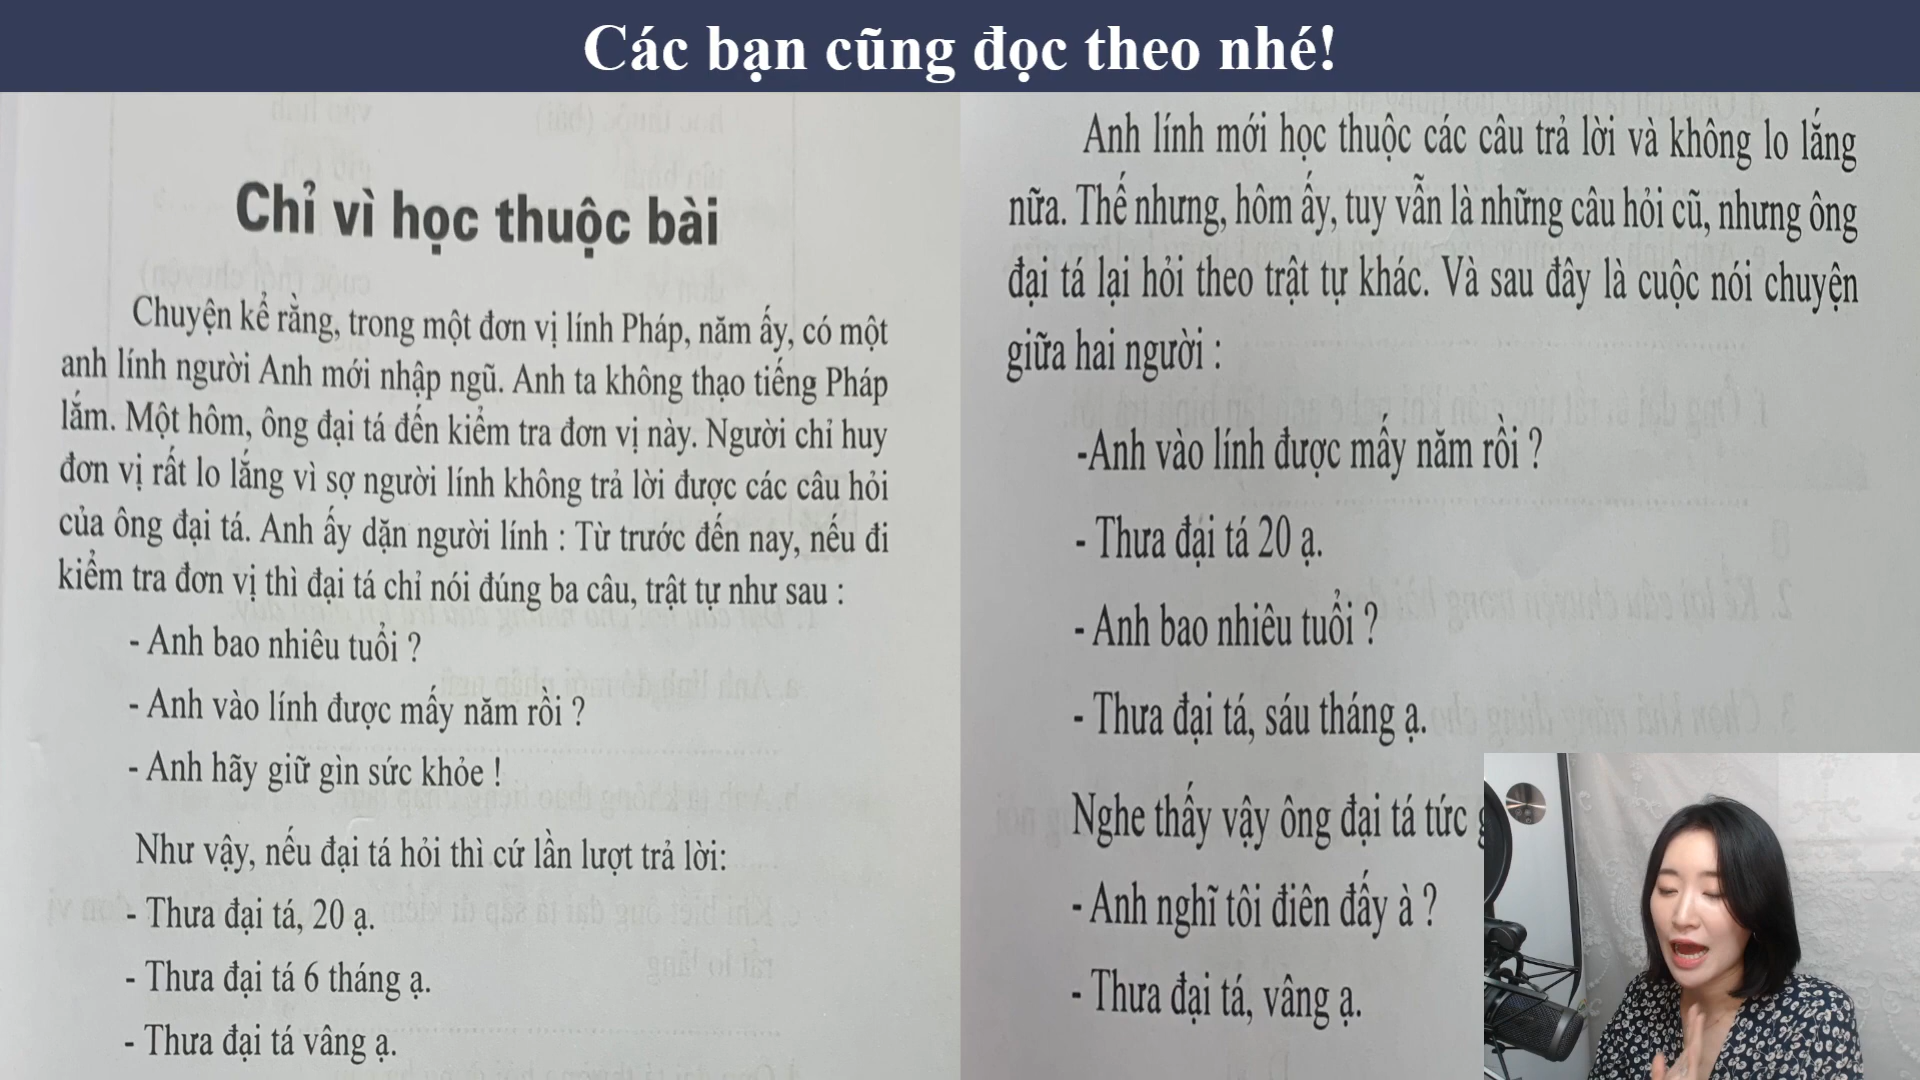 Các bạn cũng đọc theo nhé!
Chỉ vì học thuộc bài
Chuyện kể rằng, trong một đơn vị lính Pháp, năm ấy, có một
anh lính người Anh mới nhập ngũ. Anh ta không thạo tiếng Pháp
lắm. Một hôm, ông đại tá đến kiểm tra đơn vị này. Người chỉ huy
đơn vị rất lo lắng vì sợ người lính không trả lời được các câu hỏi
của ông đại tá. Anh ấy dặn người lính : Từ trước đến nay, nếu đi
kiểm tra đơn vị thì đại tá chỉ nói đúng ba câu, trật tự như sau :
- Anh bao nhiêu tuổi ?
- Anh vào lính được mấy năm rồi ?
- Anh hãy giữ gìn sức khỏe !
Như vậy, nếu đại tá hỏi thì cứ lần lượt trả lời:
- Thưa đại tá, 20 ạ.
- Thưa đại tá 6 tháng ạ.
- Thưa đại tá vâng ạ.
Anh lính mới học thuộc các câu trả lời và không lo lắng
nữa. Thế nhưng, hôm ấy, tuy vẫn là những câu hỏi cũ, nhưng ông
đại tá lại hỏi theo trật tự khác. Và sau đây là cuộc nói chuyện
giữa hai người :
-Anh vào lính được mấy năm rồi ?
- Thưa đại tá 20 ạ.
- Anh bao nhiêu tuổi ?
- Thưa đại tá, sáu tháng ạ.
Nghe thấy vậy ông đại tá tức
- Anh nghĩ tôi điên đấy à ?
- Thưa đại tá, vâng ạ.